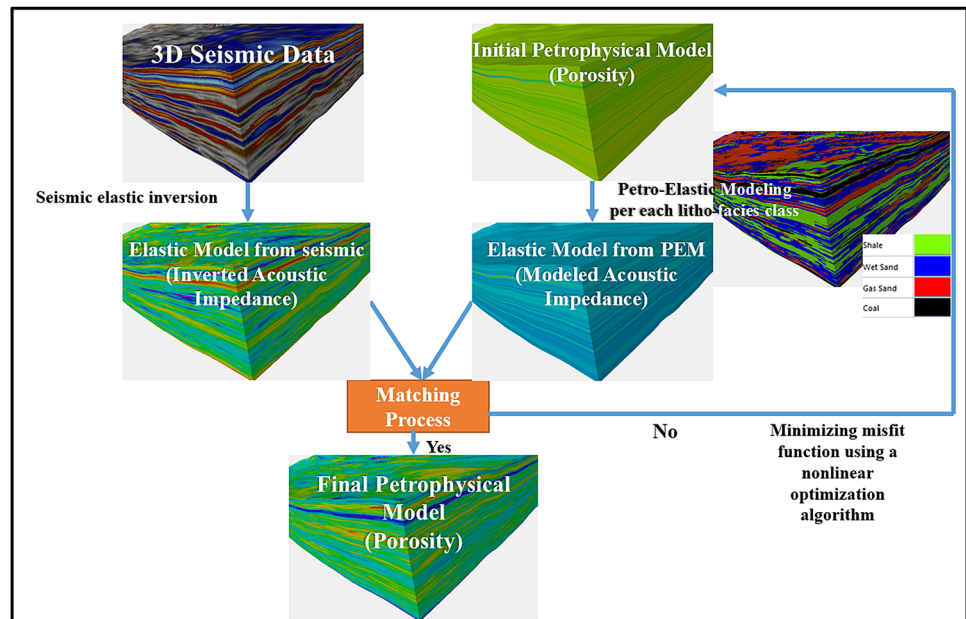 3D Seismic Data
Initial Petrophysical Model
(Porosity)
Seismic elastic inversion
Petro-Elastic Modeling
per each litho-facies class
Elastic Model from seismic
(Inverted Acoustic
Impedance)
Elastic Model from PEM
(Modeled Acoustic
Impedance)
Shale
Wet Sand
Gas Sand
Coal
Matching
Process
Yes
No
Minimizing misfit
function using a
nonlinear
optimization
algorithm
Final Petrophysical
Model
(Porosity)